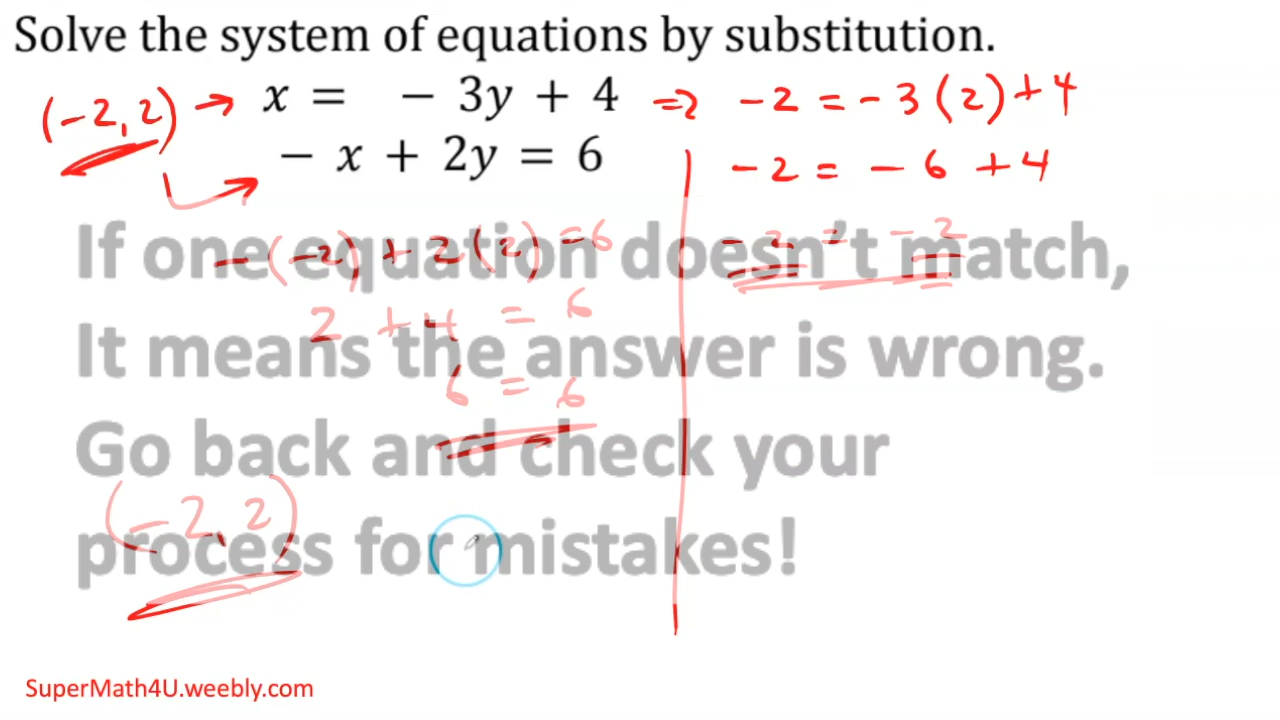 Solve the system of equations by substitution.
(-2,2) → x = - 3y + 4 => -2 = -3(2)+4
- x + 2y = 6
-2 = -6 +4
-(-2) + 2(2) = 6
-2 = -2
If one equation doesn't match,
2 + 4 = 6
It means the answer is wrong.
6 = 6
Go back and check your
(-2,2)
process for mistakes!
SuperMath4U.weebly.com